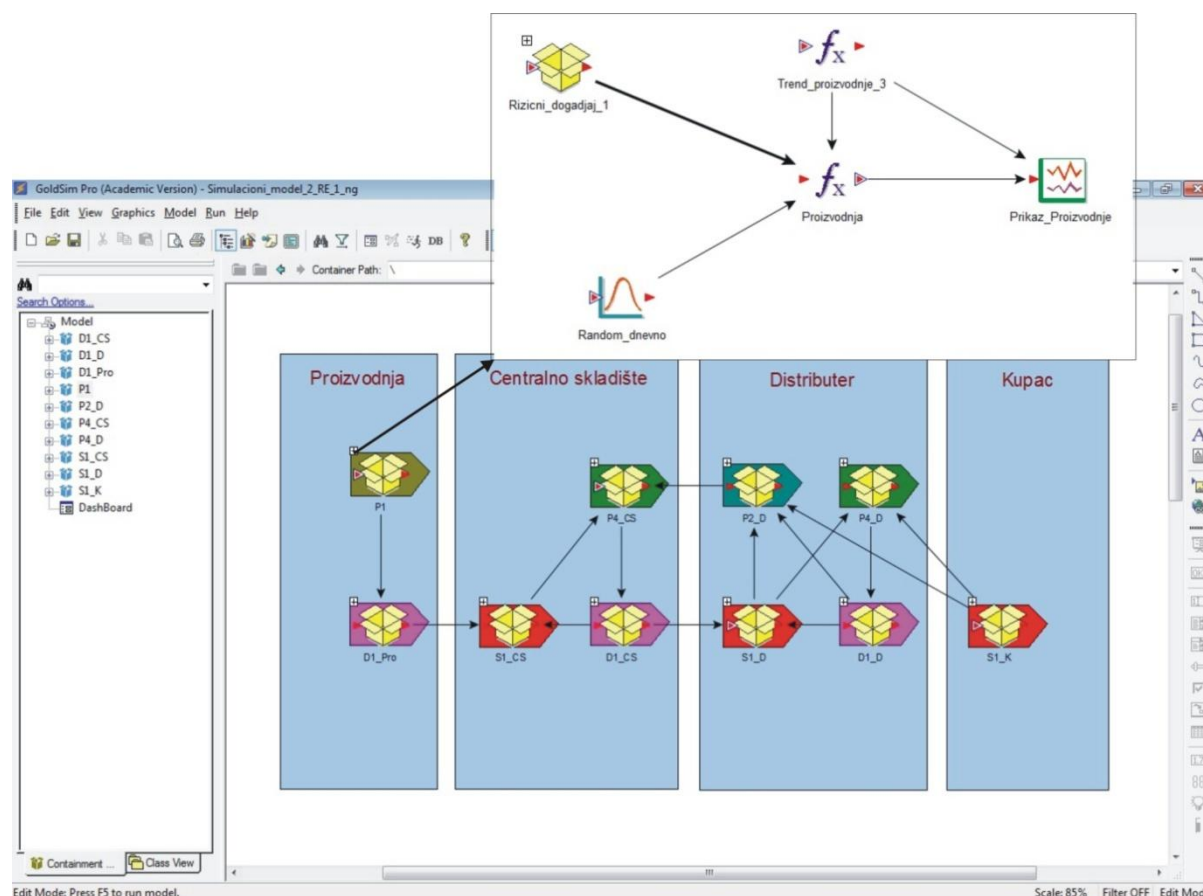 Rizicni_dogadjaj_1
Trend_proizvodnje_3
Proizvodnja
Prikaz_Proizvodnje
Random_dnevno
GoldSim Pro (Academic Version) - Simulacioni_model_2_RE_1_ng
File Edit View Graphics Model Run Help
DB
Container Path: \
Search Options...
Model
D1_CS
D1_D
D1_Pro
P1
P2_D
P4_CS
P4_D
S1_CS
S1_D
S1_K
DashBoard
Proizvodnja
Centralno skladište
Distributer
Kupac
P1
P4_CS
P2_D
P4_D
D1_Pro
S1_CS
D1_CS
S1_D
D1_D
S1_K
Containment ...
Class View
Edit Mode: Press F5 to run model.
Scale: 85% Filter OFF Edit Mod